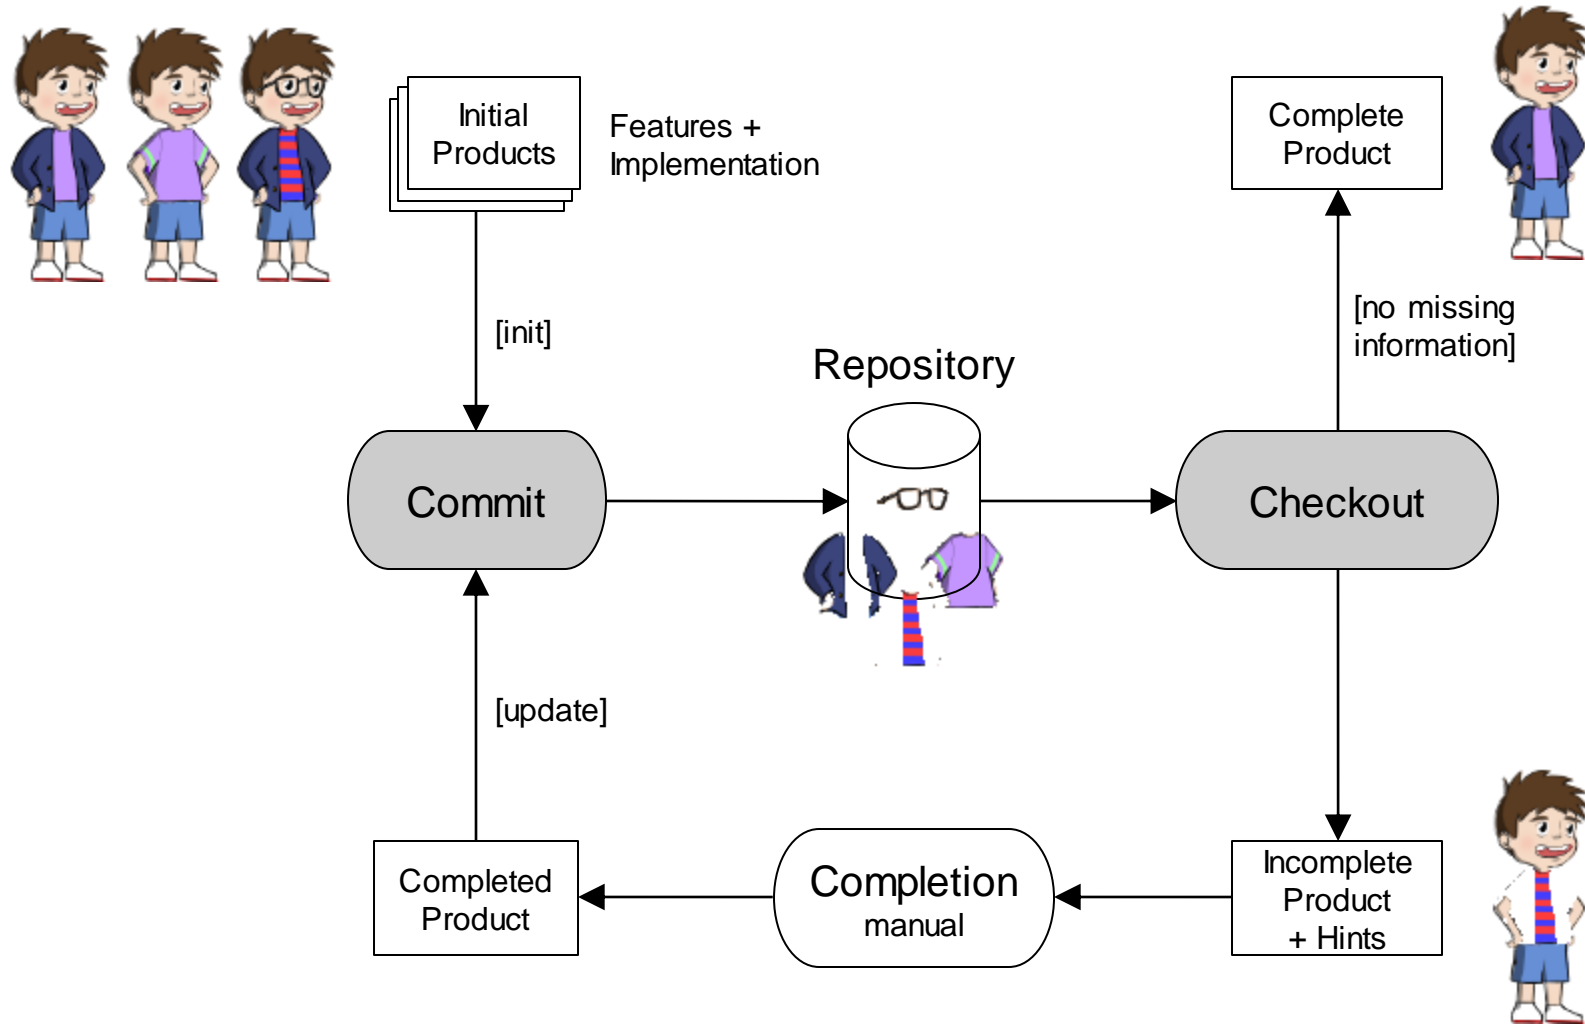 Initial
Products
Features +
Implementation
Complete
Product
[init]
[no missing
information]
Repository
Commit
Checkout
[update]
Completed
Product
Completion
manual
Incomplete
Product
+ Hints